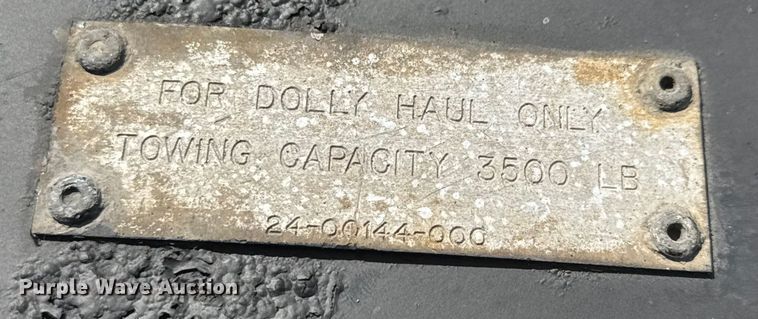 FOR DOLLY HAUL ONLY
TOWING CAPACITY 3500 LB
24-00144-000
Purple Wave Auction